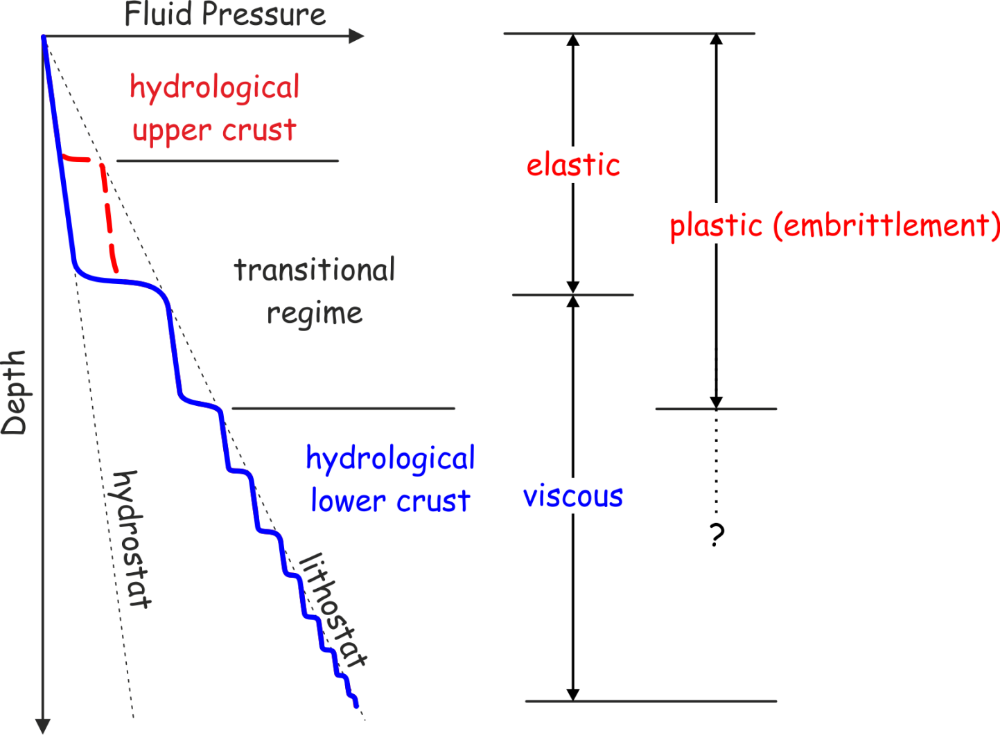 Fluid Pressure
hydrological
upper crust
elastic
plastic (embrittlement)
transitional
regime
Depth
hydrological
lower crust
viscous
?
hydrostat
lithostat